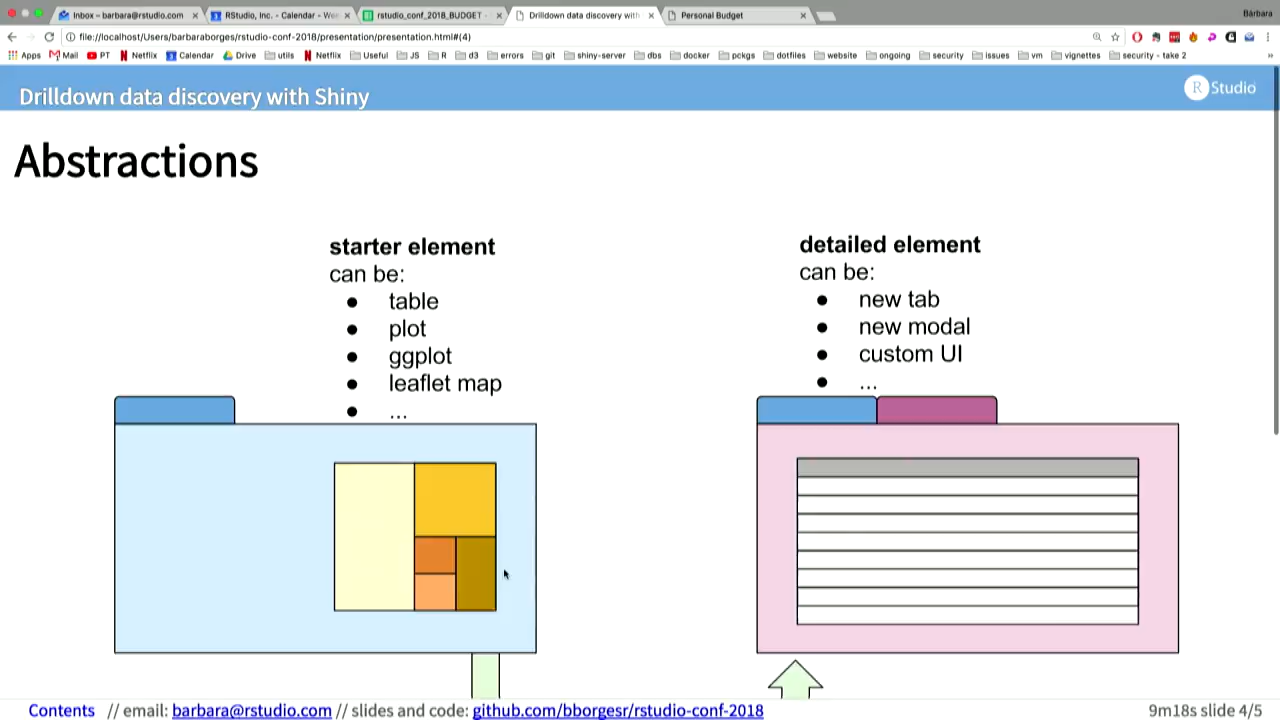 Inbox – barbara@rstudio.com
RStudio, Inc. - Calendar - We
rstudio_conf_2018_BUDGET -
Drilldown data discovery with
Personal Budget
Bárbara
file://localhost/Users/barbaraborges/rstudio-conf-2018/presentation/presentation.html#(4)
Apps Mail PT Netflix Calendar Drive utils Netflix Useful JS R d3 errors git shiny-server dbs docker pckgs dotfiles website ongoing security issues vm vignettes security - take 2 »
Drilldown data discovery with Shiny
R Studio
Abstractions
starter element
can be:
● table
● plot
● ggplot
● leaflet map
● ...
detailed element
can be:
● new tab
● new modal
● custom UI
● ...
Contents // email: barbara@rstudio.com // slides and code: github.com/bborgesr/rstudio-conf-2018
9m18s slide 4/5